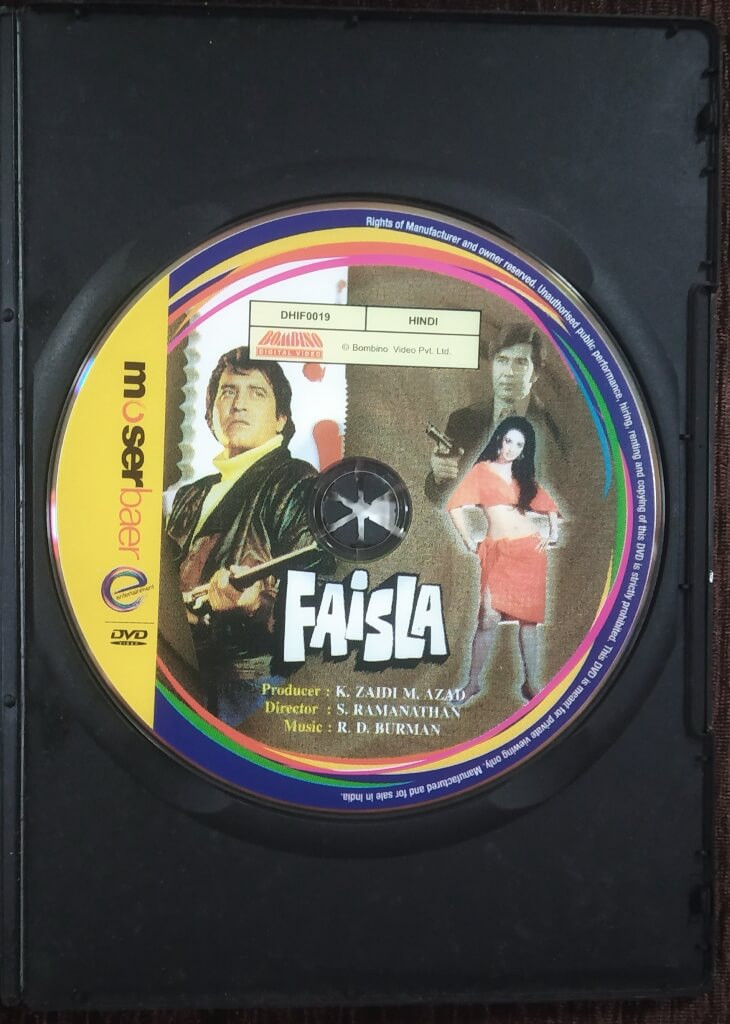 Rights of Manufacturer and owner reserved. Unauthorised public performance, hiring, renting and copying of this DVD is strictly prohibited. This DVD is meant for private viewing only. Manufactured and for sale in India.
DHIF0019
HINDI
BOMBINO
DIGITAL VIDEO
© Bombino Video Pvt. Ltd.
moserbaer
e entertainment
DVD
VIDEO
FAiSLA
Producer : K. ZAIDI M. AZAD
Director : S. RAMANATHAN
Music : R. D. BURMAN